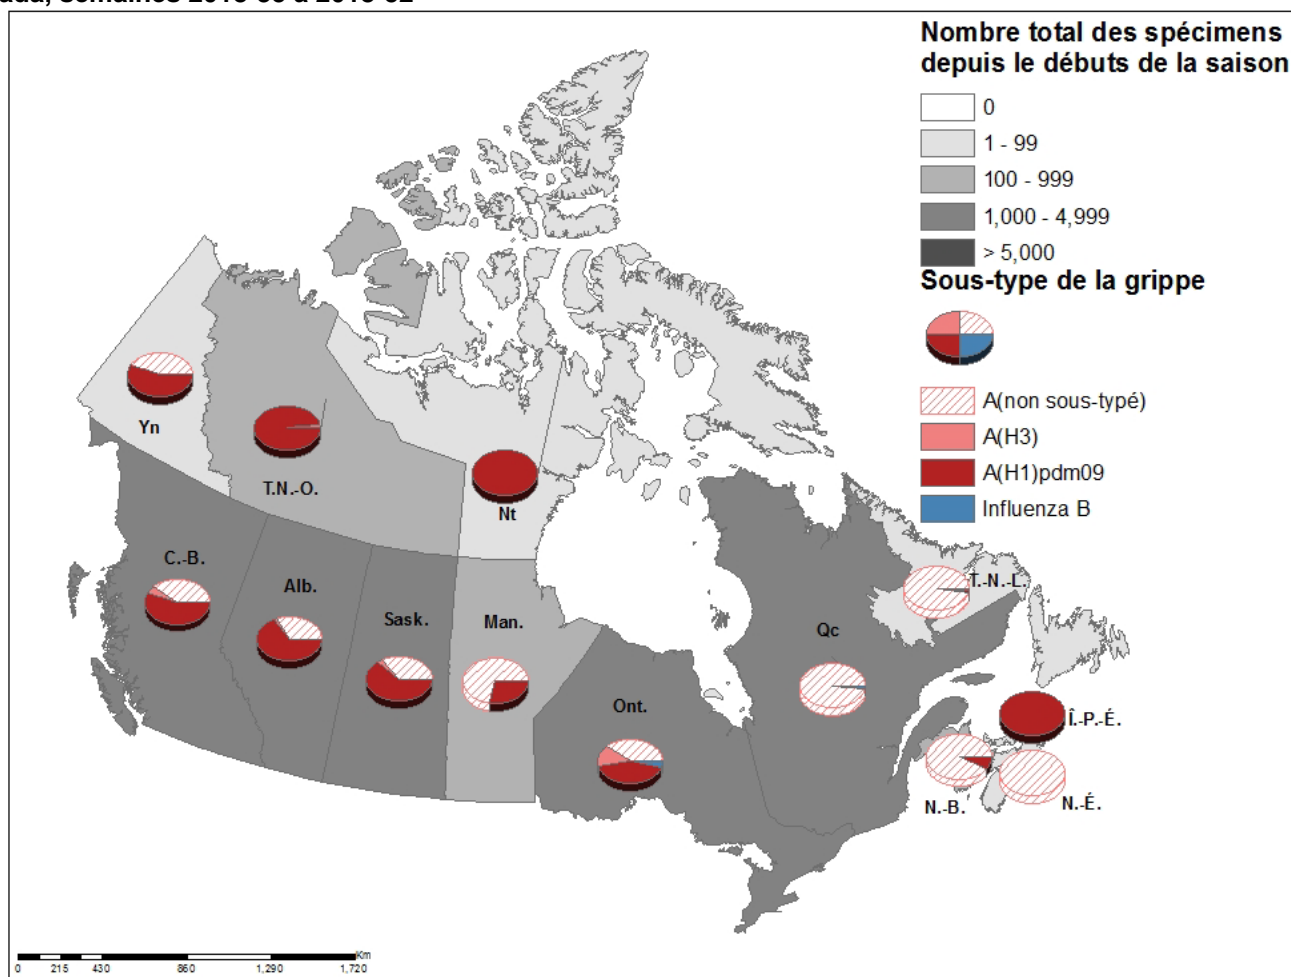 Nombre total des spécimens
depuis le débuts de la saison
0
1 - 99
100 - 999
1,000 - 4,999
> 5,000
Sous-type de la grippe
A(non sous-typé)
A(H3)
A(H1)pdm09
Influenza B
Yn
T.N.-O.
Nt
C.-B.
Alb.
Sask.
Man.
Ont.
Qc
T.-N.-L.
Î.-P.-É.
N.-B.
N.-É.
Km
0 215 430 860 1,290 1,720